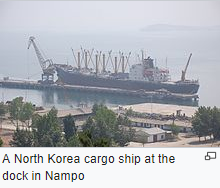 A North Korea cargo ship at the
dock in Nampo